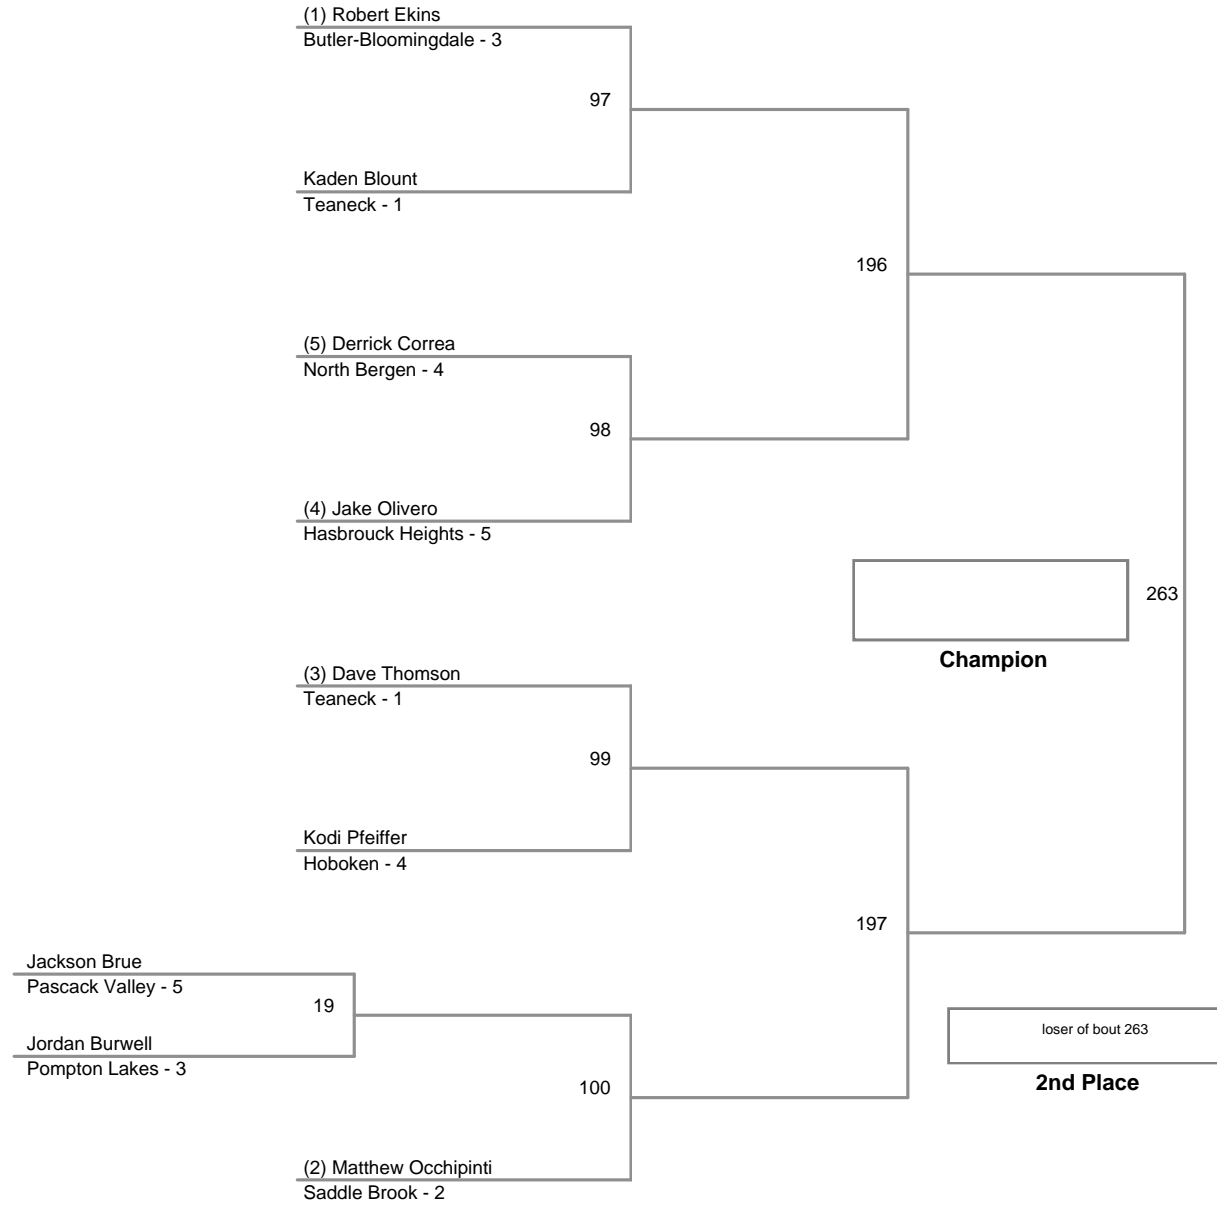 (1) Robert Ekins
Butler-Bloomingdale - 3
97
Kaden Blount
Teaneck - 1
196
(5) Derrick Correa
North Bergen - 4
98
(4) Jake Olivero
Hasbrouck Heights - 5
263
Champion
(3) Dave Thomson
Teaneck - 1
99
Kodi Pfeiffer
Hoboken - 4
197
Jackson Brue
Pascack Valley - 5
19
Jordan Burwell
Pompton Lakes - 3
loser of bout 263
2nd Place
100
(2) Matthew Occhipinti
Saddle Brook - 2